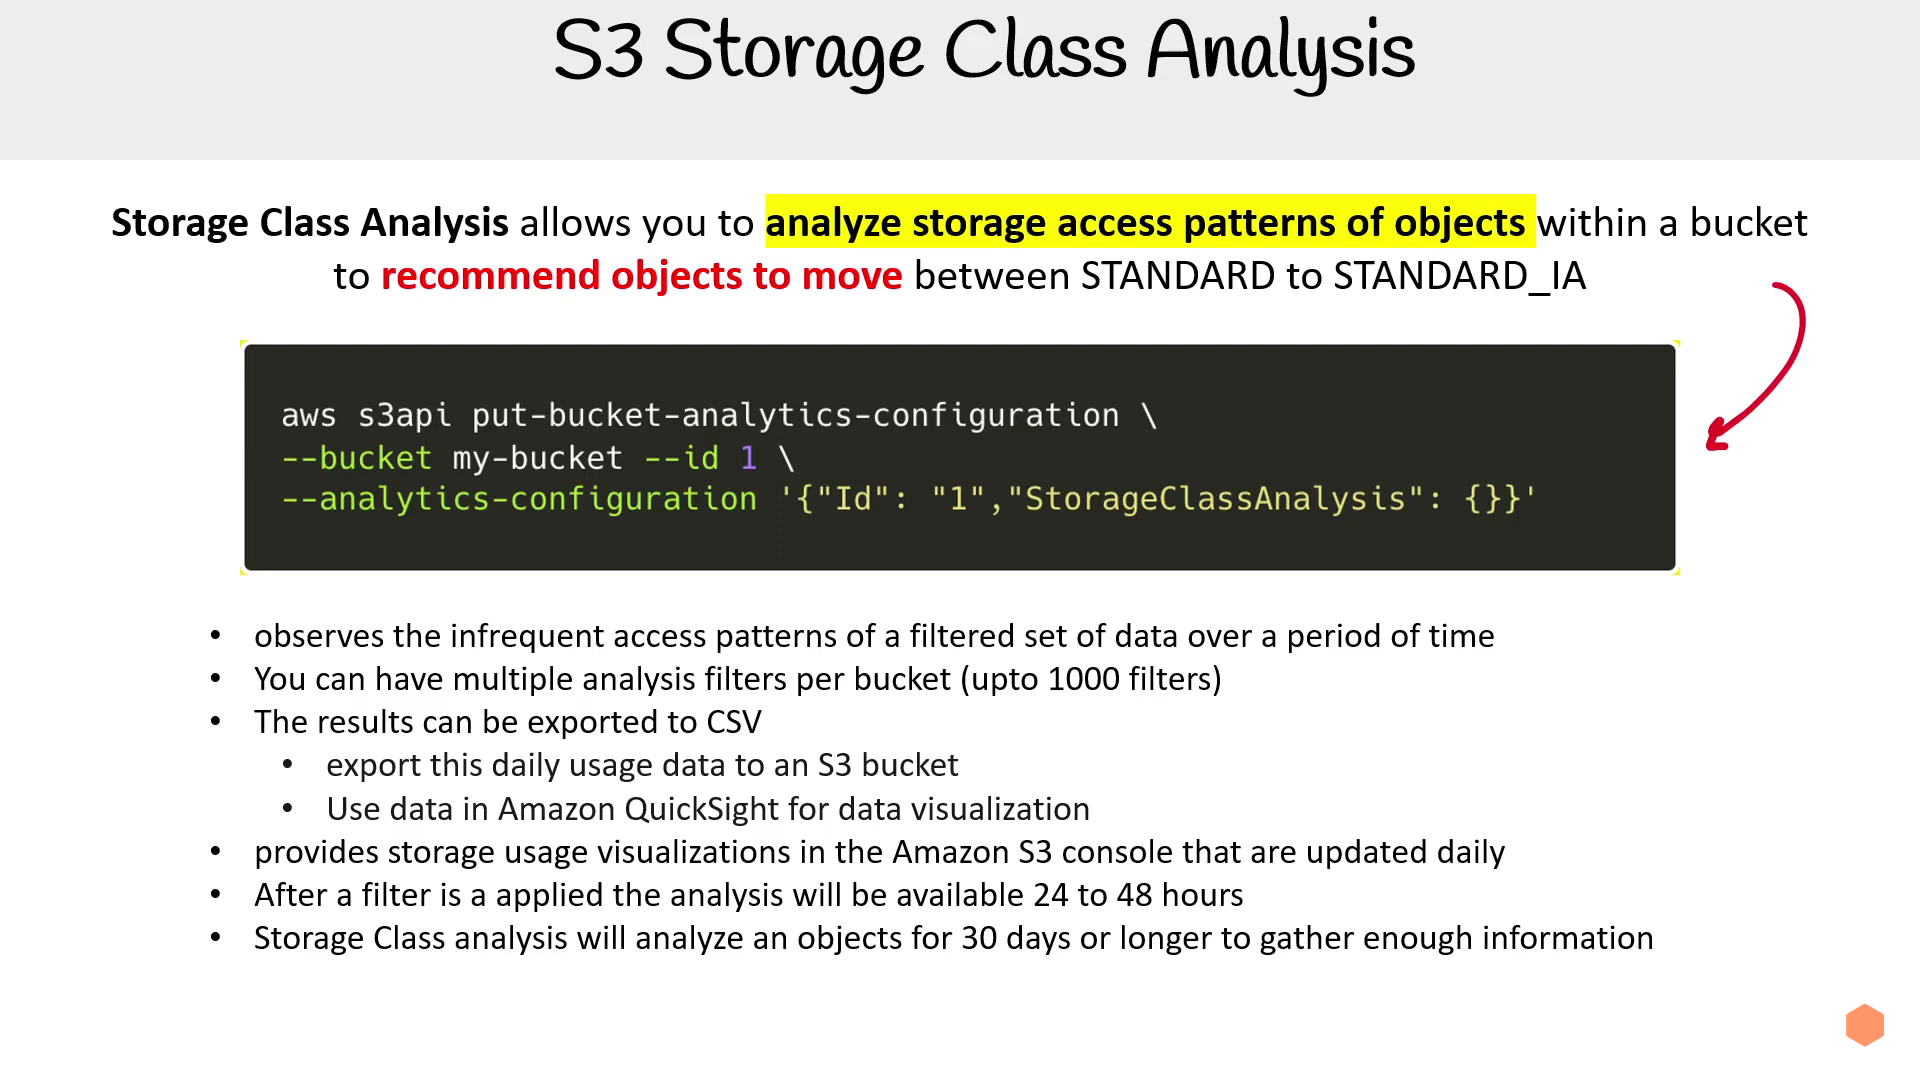 S3 Storage Class Analysis
Storage Class Analysis allows you to analyze storage access patterns of objects within a bucket
to recommend objects to move between STANDARD to STANDARD_IA
aws s3api put-bucket-analytics-configuration \
--bucket my-bucket --id 1 \
--analytics-configuration '{"Id": "1","StorageClassAnalysis": {}}'
• observes the infrequent access patterns of a filtered set of data over a period of time
• You can have multiple analysis filters per bucket (upto 1000 filters)
• The results can be exported to CSV
• export this daily usage data to an S3 bucket
• Use data in Amazon QuickSight for data visualization
• provides storage usage visualizations in the Amazon S3 console that are updated daily
• After a filter is a applied the analysis will be available 24 to 48 hours
• Storage Class analysis will analyze an objects for 30 days or longer to gather enough information